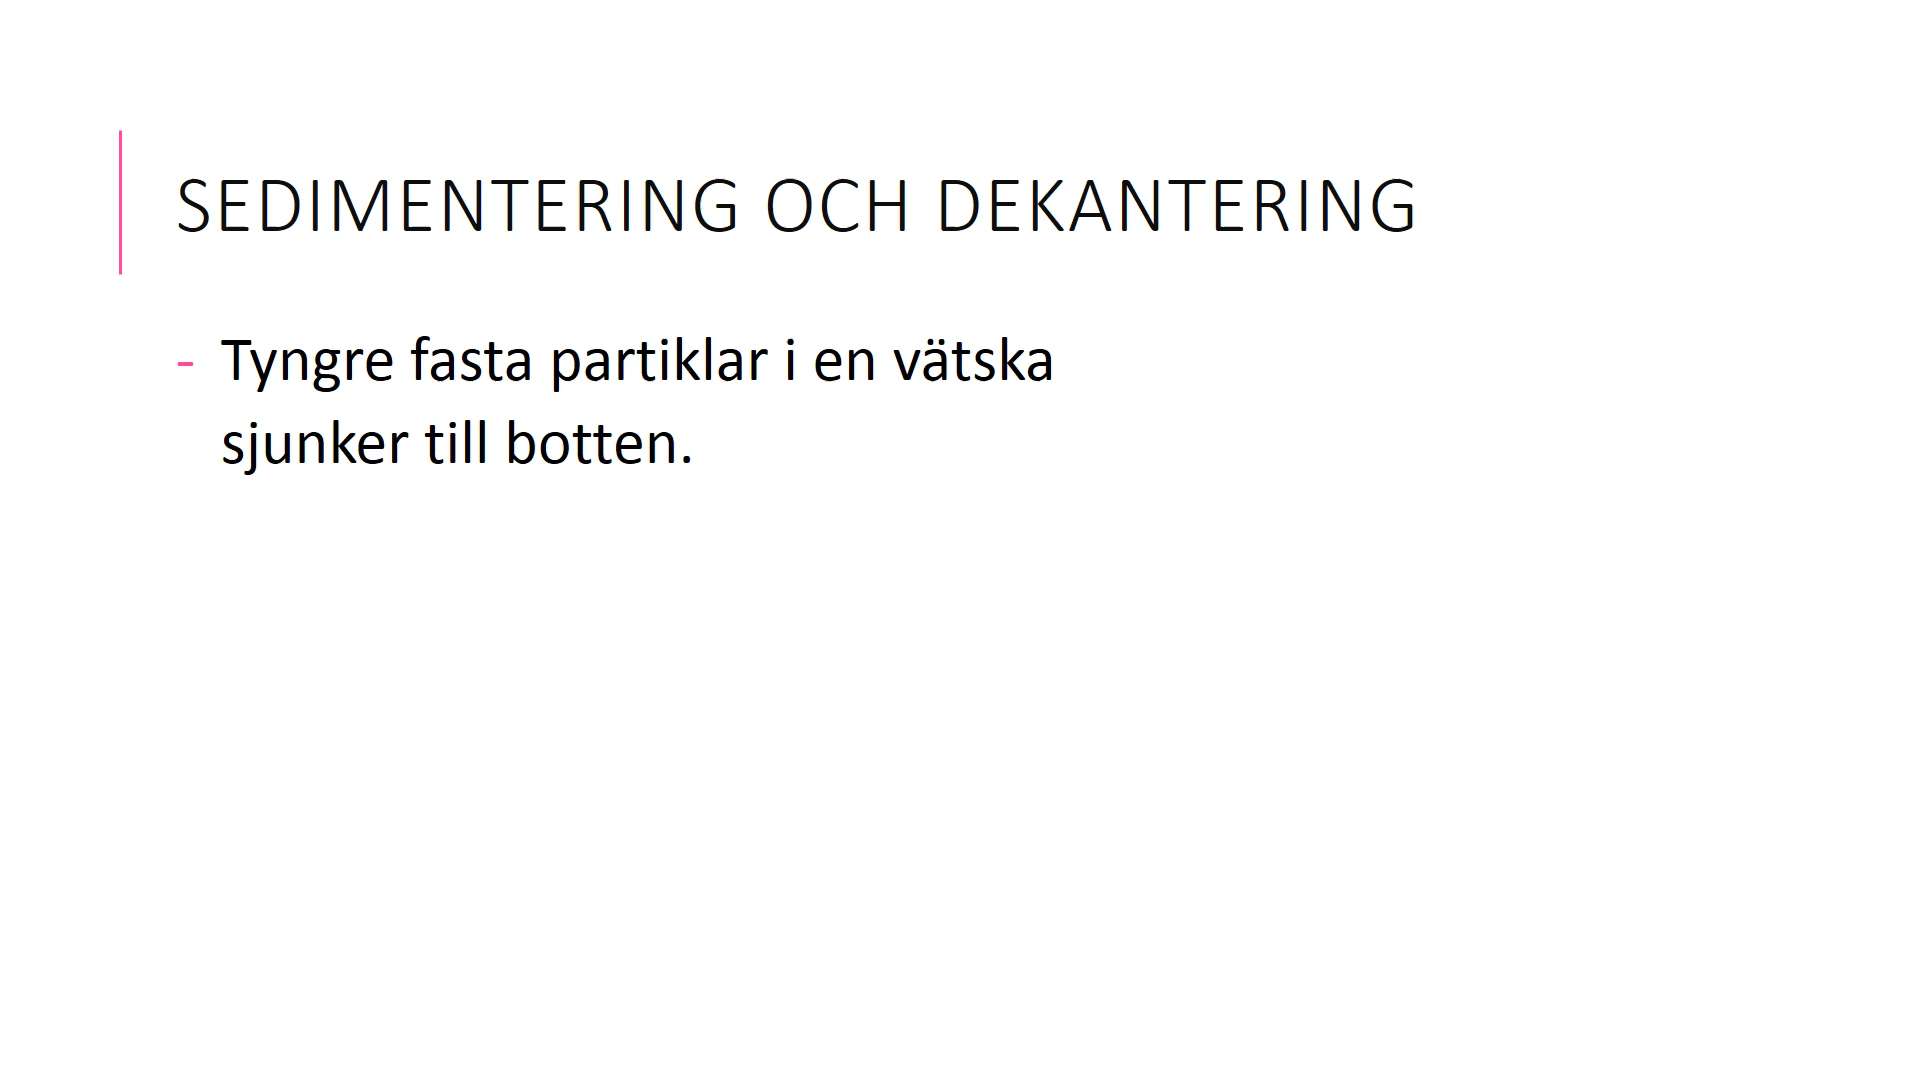 SEDIMENTERING OCH DEKANTERING
- Tyngre fasta partiklar i en vätska
sjunker till botten.